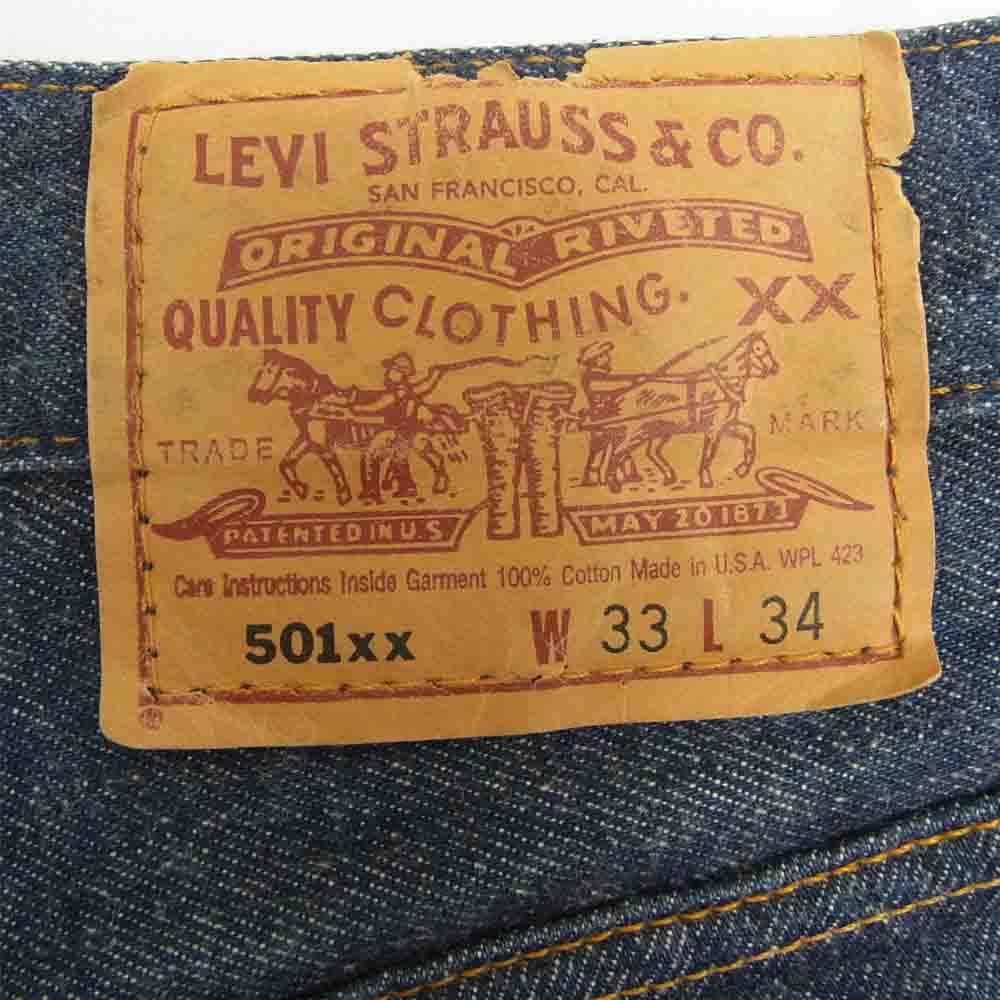 LEVI STRAUSS & CO.
SAN FRANCISCO, CAL.
ORIGINAL RIVETED
QUALITY CLOTHING. XX
TRADE MARK
PATENTED IN U.S. MAY 20 1873
Care Instructions Inside Garment 100% Cotton Made in U.S.A. WPL 423
501xx W 33 L 34
®